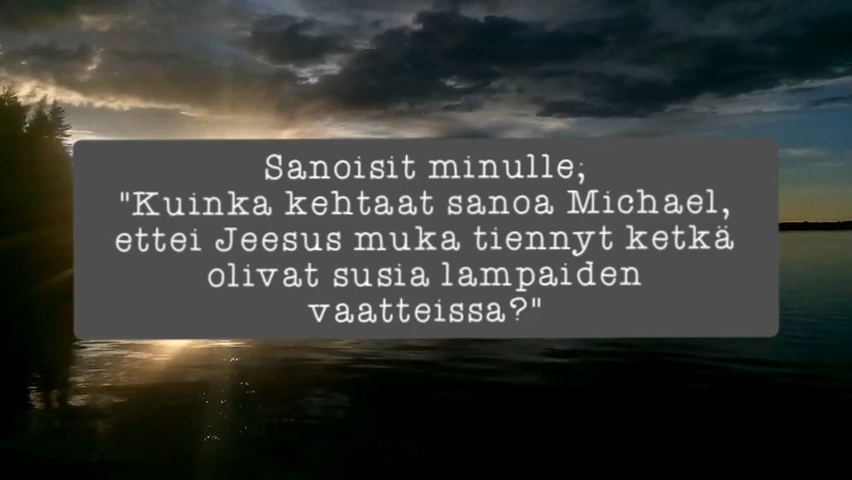 Sanoisit minulle;
"Kuinka kehtaat sanoa Michael,
ettei Jeesus muka tiennyt ketkä
olivat susia lampaiden
vaatteissa?"